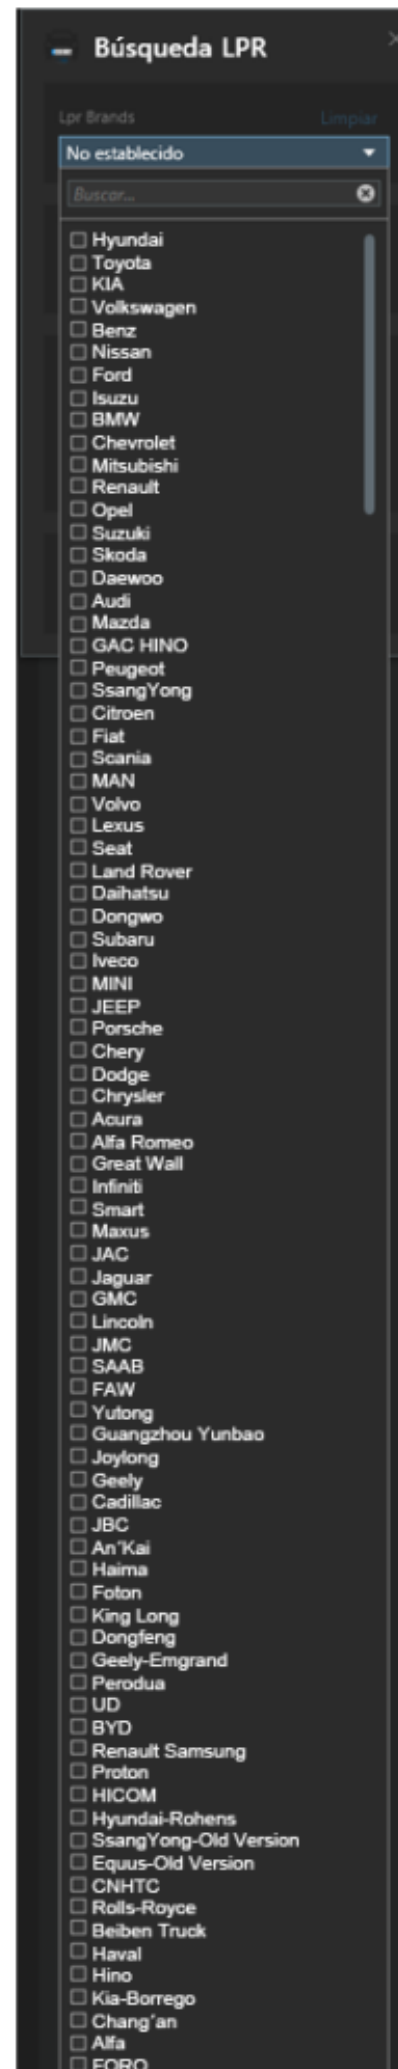 Búsqueda LPR
Lpr Brands
Limpiar
No establecido
Buscar...
Hyundai
Toyota
KIA
Volkswagen
Benz
Nissan
Ford
Isuzu
BMW
Chevrolet
Mitsubishi
Renault
Opel
Suzuki
Skoda
Daewoo
Audi
Mazda
GAC HINO
Peugeot
SsangYong
Citroen
Fiat
Scania
MAN
Volvo
Lexus
Seat
Land Rover
Daihatsu
Dongwo
Subaru
Iveco
MINI
JEEP
Porsche
Chery
Dodge
Chrysler
Acura
Alfa Romeo
Great Wall
Infiniti
Smart
Maxus
JAC
Jaguar
GMC
Lincoln
JMC
SAAB
FAW
Yutong
Guangzhou Yunbao
Joylong
Geely
Cadillac
JBC
An'Kai
Haima
Foton
King Long
Dongfeng
Geely-Emgrand
Perodua
UD
BYD
Renault Samsung
Proton
HICOM
Hyundai-Rohens
SsangYong-Old Version
Equus-Old Version
CNHTC
Rolls-Royce
Beiben Truck
Haval
Hino
Kia-Borrego
Chang'an
Alfa